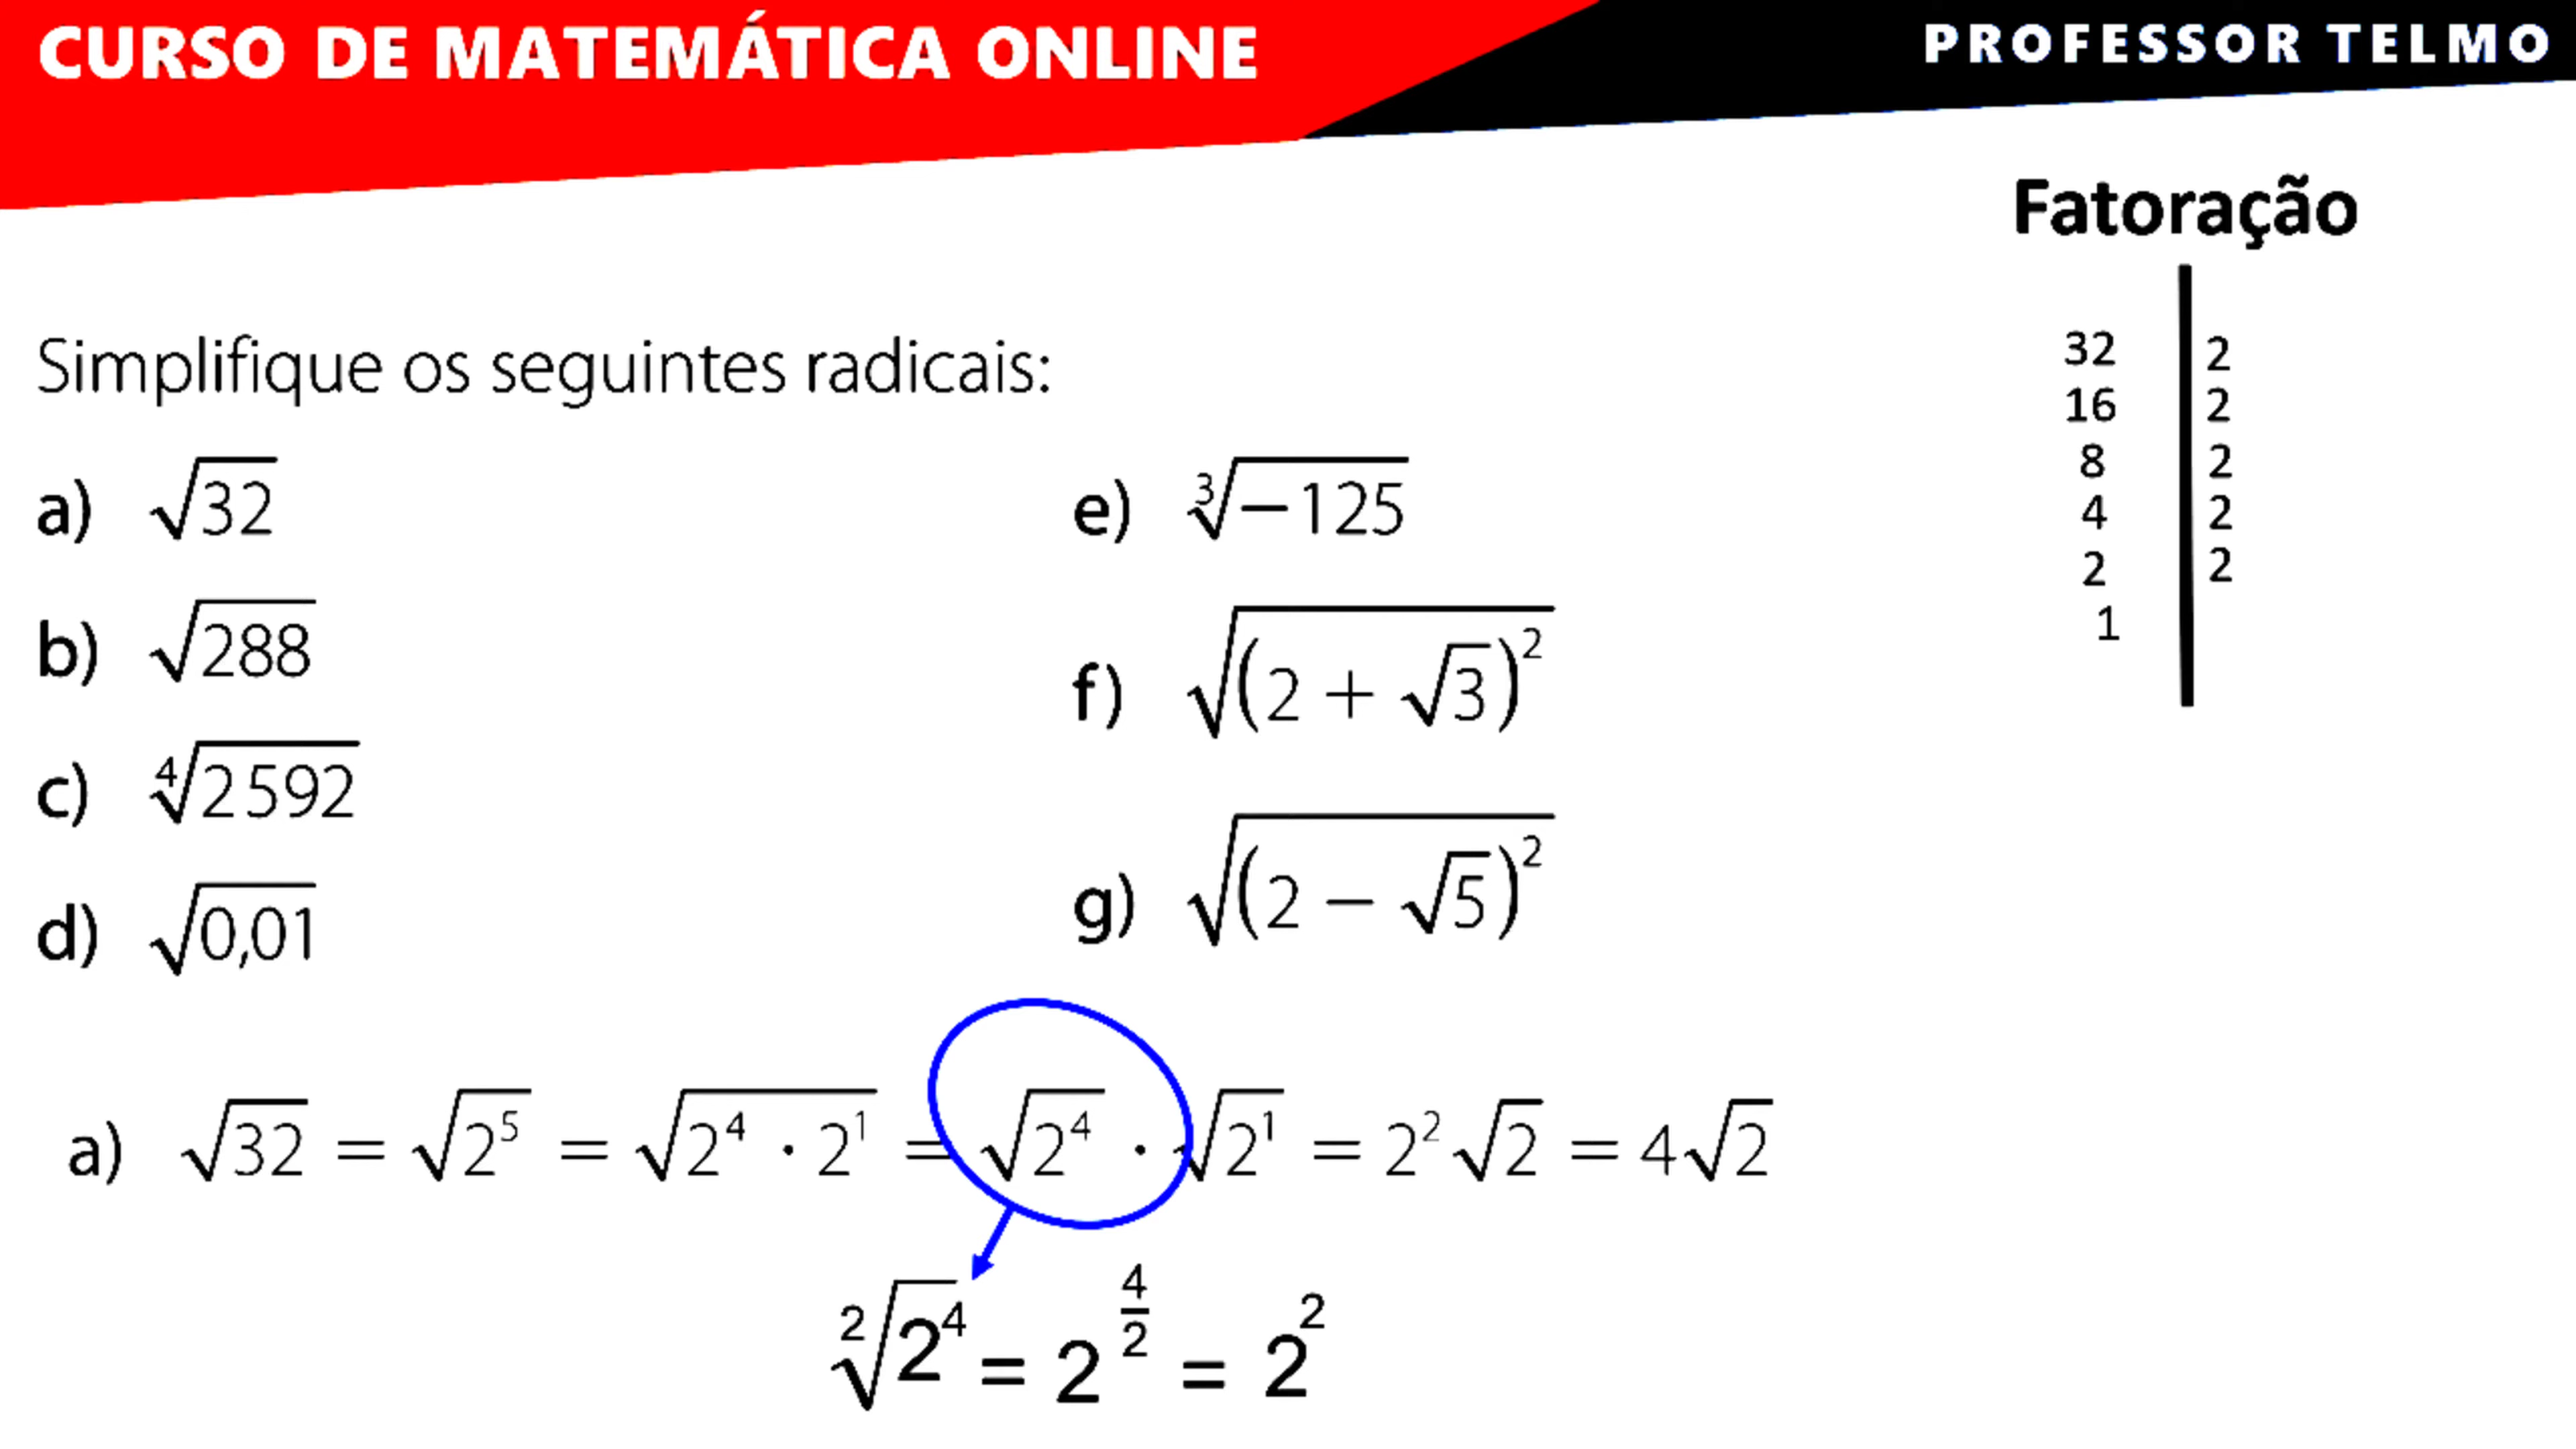 CURSO DE MATEMÁTICA ONLINE
PROFESSOR TELMO
Fatoração
32 2
16 2
8 2
4 2
2 2
1
Simplifique os seguintes radicais:
a) √32
b) √288
c) ⁴√2 592
d) √0,01
e) ³√−125
f) √(2 + √3)²
g) √(2 − √5)²
a) √32 = √2⁵ = √2⁴ · 2¹ = √2⁴ · √2¹ = 2²√2 = 4√2
²√2⁴ = 2^(4/2) = 2²